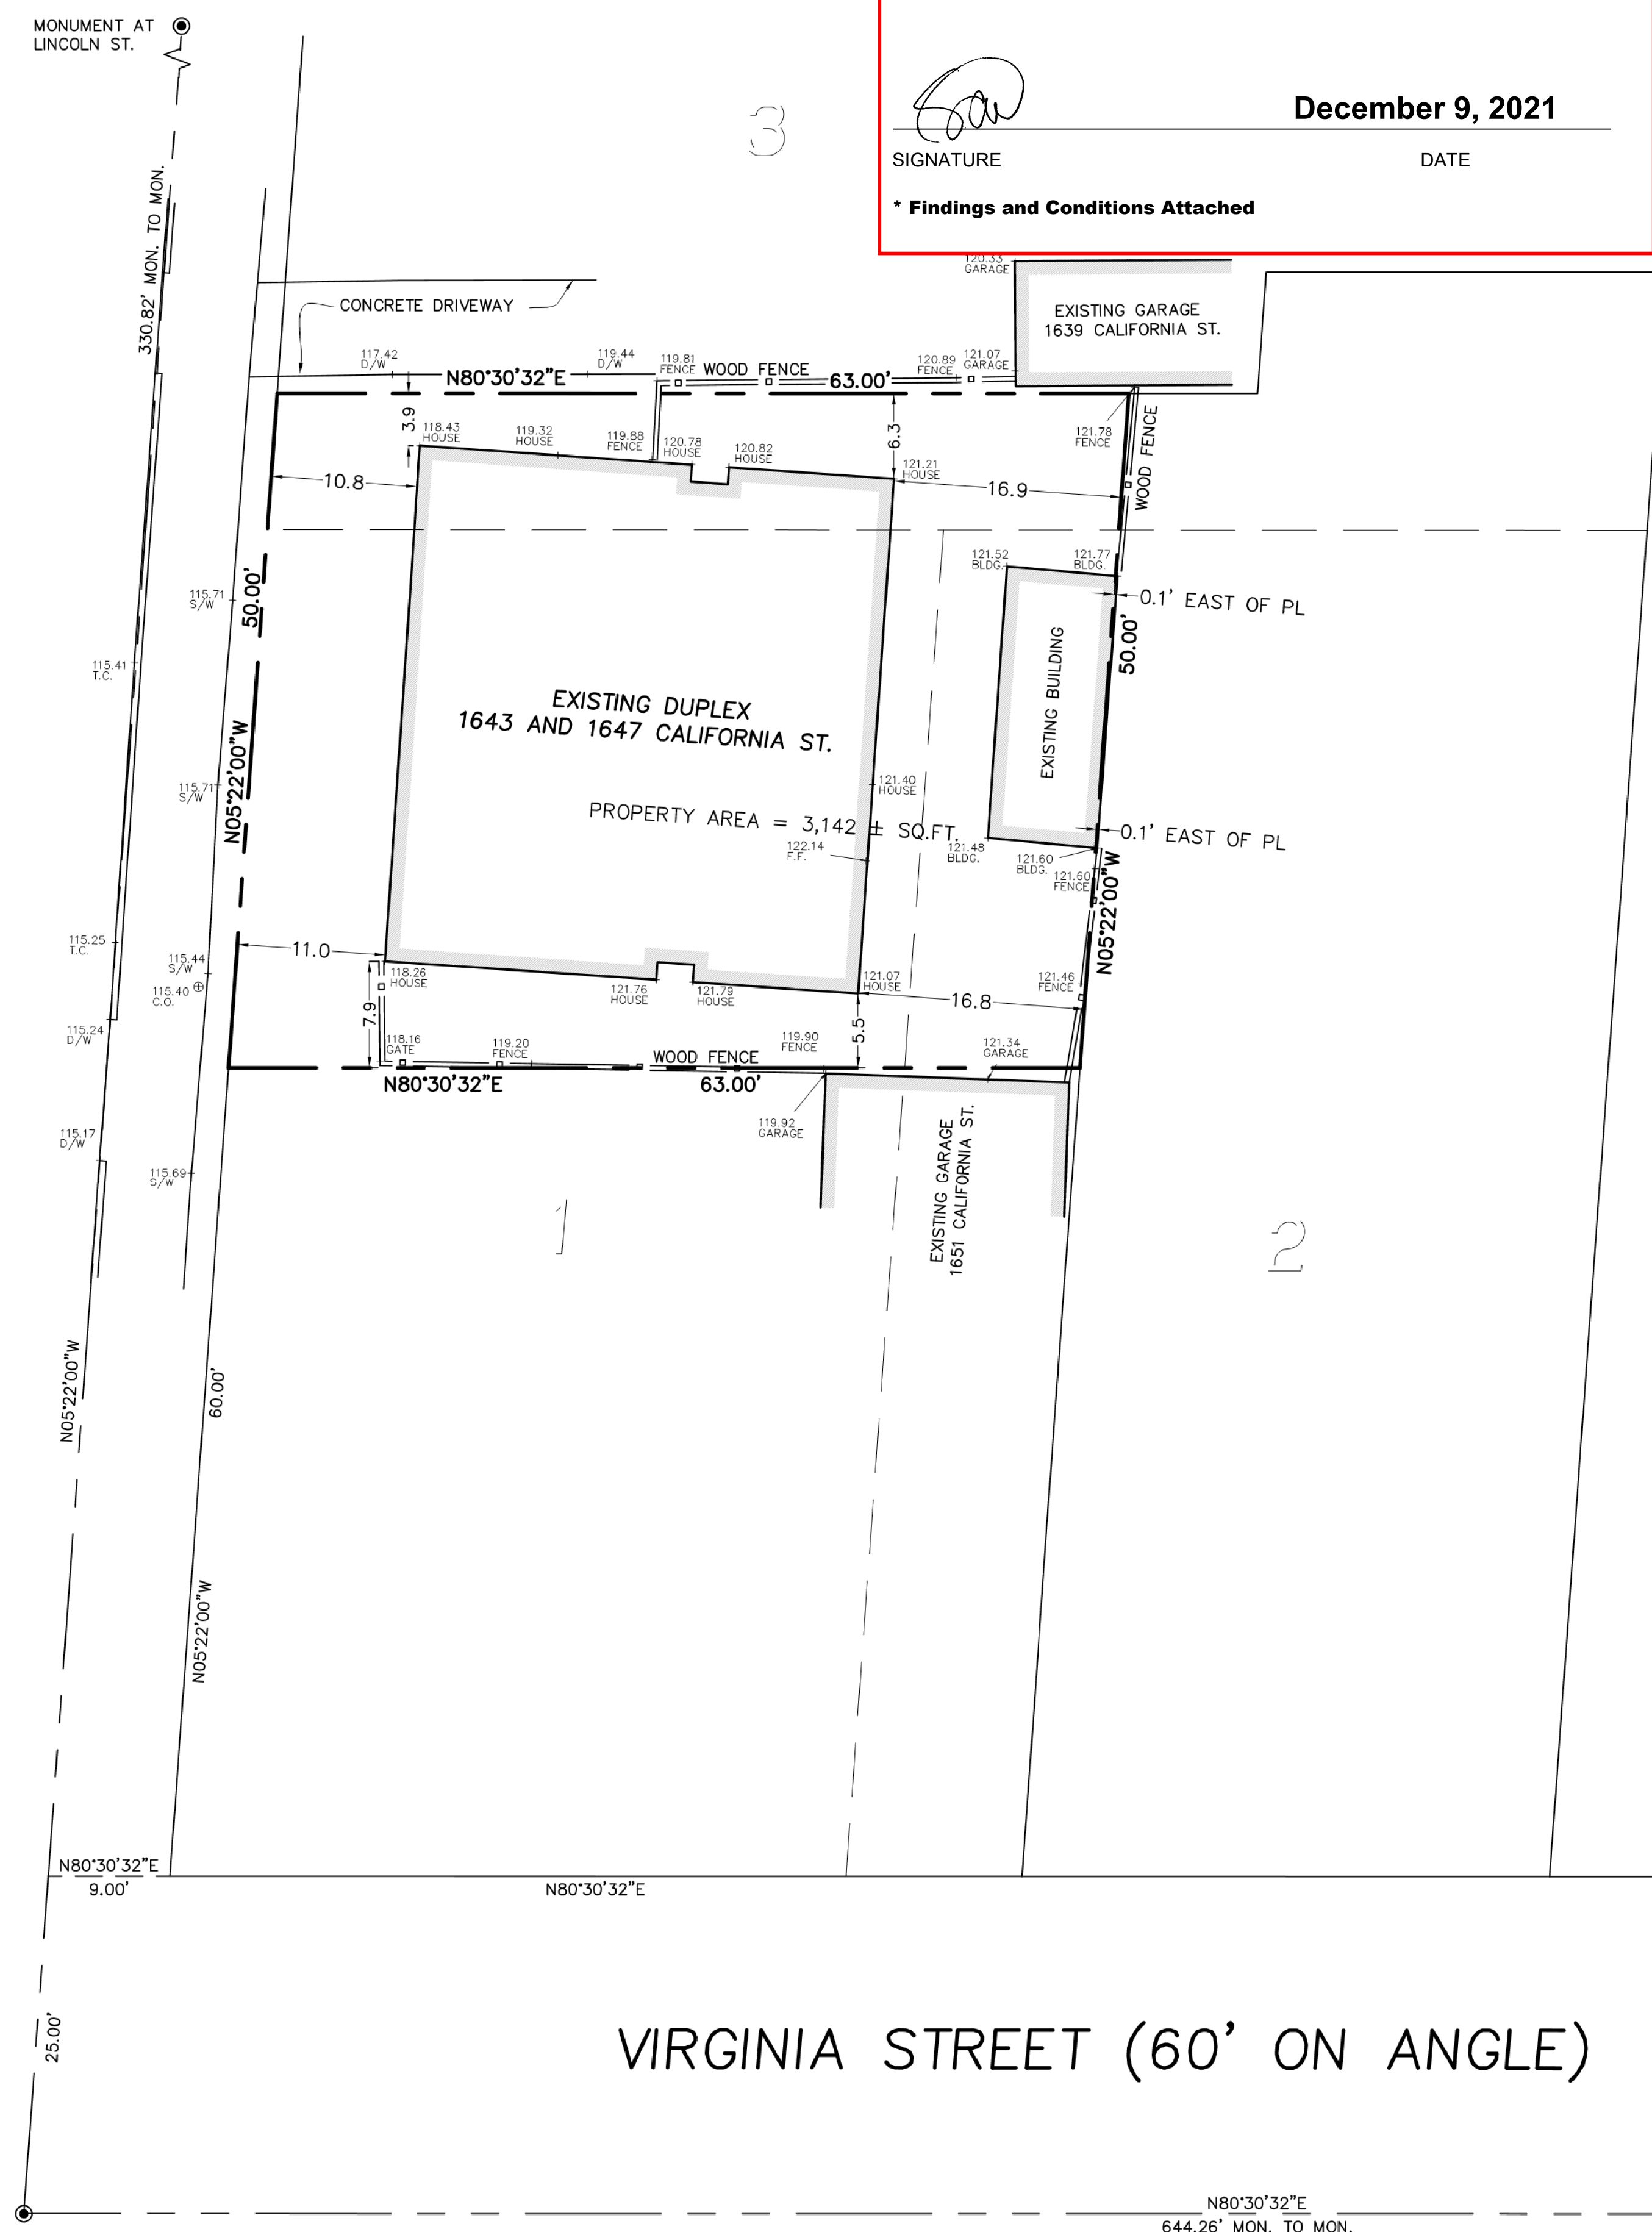 MONUMENT AT
LINCOLN ST.
3
December 9, 2021
SIGNATURE
DATE
* Findings and Conditions Attached
330.82' MON. TO MON.
120.33
GARAGE
EXISTING GARAGE
1639 CALIFORNIA ST.
CONCRETE DRIVEWAY
117.42
D/W
N80°30'32"E
119.44
D/W
119.81
FENCE
WOOD FENCE
63.00'
120.89
FENCE
121.07
GARAGE
3.9
118.43
HOUSE
119.32
HOUSE
119.88
FENCE
120.78
HOUSE
120.82
HOUSE
6.3
121.21
HOUSE
121.78
FENCE
WOOD FENCE
10.8
16.9
121.52
BLDG.
121.77
BLDG.
0.1' EAST OF PL
115.71
S/W
50.00'
50.00'
115.41
T.C.
EXISTING BUILDING
EXISTING DUPLEX
1643 AND 1647 CALIFORNIA ST.
115.71
S/W
N05°22'00"W
121.40
HOUSE
PROPERTY AREA = 3,142 ± SQ.FT.
122.14
F.F.
121.48
BLDG.
0.1' EAST OF PL
121.60
BLDG.
121.60
FENCE
N05°22'00"W
115.25
T.C.
11.0
115.44
S/W
115.40
C.O.
118.26
HOUSE
121.76
HOUSE
121.79
HOUSE
121.07
HOUSE
16.8
121.46
FENCE
115.24
D/W
7.9
5.5
118.16
GATE
119.20
FENCE
WOOD FENCE
119.90
FENCE
121.34
GARAGE
N80°30'32"E
63.00'
119.92
GARAGE
115.17
D/W
115.69
S/W
EXISTING GARAGE
1651 CALIFORNIA ST.
1
2
N05°22'00"W
60.00'
N05°22'00"W
N80°30'32"E
9.00'
N80°30'32"E
25.00'
VIRGINIA STREET (60' ON ANGLE)
N80°30'32"E
644.26' MON. TO MON.